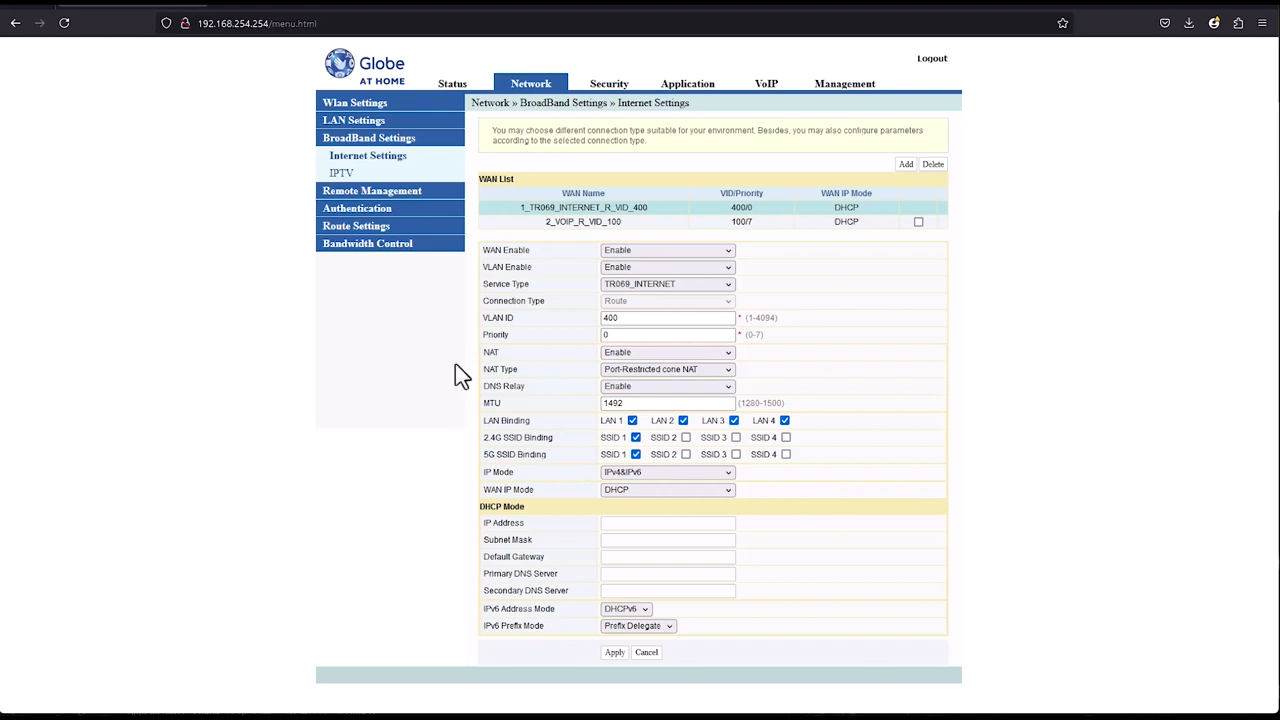 192.168.254.254/menu.html
Globe
AT HOME
Logout
Status Network Security Application VoIP Management
Wlan Settings
LAN Settings
BroadBand Settings
Internet Settings
IPTV
Remote Management
Authentication
Route Settings
Bandwidth Control
Network » BroadBand Settings » Internet Settings
You may choose different connection type suitable for your environment. Besides, you may also configure parameters
according to the selected connection type.
Add Delete
WAN List
WAN Name VID/Priority WAN IP Mode
1_TR069_INTERNET_R_VID_400 400/0 DHCP
2_VOIP_R_VID_100 100/7 DHCP
WAN Enable Enable
VLAN Enable Enable
Service Type TR069_INTERNET
Connection Type Route
VLAN ID 400 * (1-4094)
Priority 0 * (0-7)
NAT Enable
NAT Type Port-Restricted cone NAT
DNS Relay Enable
MTU 1492 (1280-1500)
LAN Binding LAN 1 LAN 2 LAN 3 LAN 4
2.4G SSID Binding SSID 1 SSID 2 SSID 3 SSID 4
5G SSID Binding SSID 1 SSID 2 SSID 3 SSID 4
IP Mode IPv4&IPv6
WAN IP Mode DHCP
DHCP Mode
IP Address
Subnet Mask
Default Gateway
Primary DNS Server
Secondary DNS Server
IPv6 Address Mode DHCPv6
IPv6 Prefix Mode Prefix Delegate
Apply Cancel